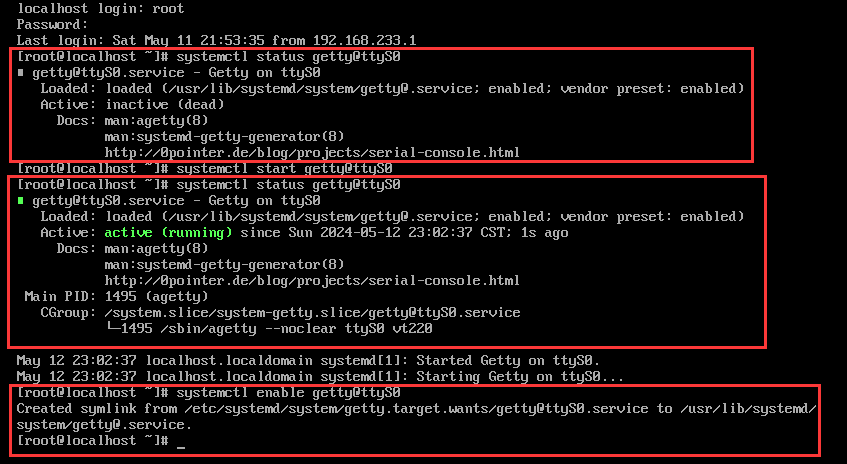 localhost login: root
Password:
Last login: Sat May 11 21:53:35 from 192.168.233.1
[root@localhost ~]# systemctl status getty@ttyS0
■ getty@ttyS0.service - Getty on ttyS0
   Loaded: loaded (/usr/lib/systemd/system/getty@.service; enabled; vendor preset: enabled)
   Active: inactive (dead)
     Docs: man:agetty(8)
           man:systemd-getty-generator(8)
           http://0pointer.de/blog/projects/serial-console.html
[root@localhost ~]# systemctl start getty@ttyS0
[root@localhost ~]# systemctl status getty@ttyS0
■ getty@ttyS0.service - Getty on ttyS0
   Loaded: loaded (/usr/lib/systemd/system/getty@.service; enabled; vendor preset: enabled)
   Active: active (running) since Sun 2024-05-12 23:02:37 CST; 1s ago
     Docs: man:agetty(8)
           man:systemd-getty-generator(8)
           http://0pointer.de/blog/projects/serial-console.html
 Main PID: 1495 (agetty)
   CGroup: /system.slice/system-getty.slice/getty@ttyS0.service
           └─1495 /sbin/agetty --noclear ttyS0 vt220
May 12 23:02:37 localhost.localdomain systemd[1]: Started Getty on ttyS0.
May 12 23:02:37 localhost.localdomain systemd[1]: Starting Getty on ttyS0...
[root@localhost ~]# systemctl enable getty@ttyS0
Created symlink from /etc/systemd/system/getty.target.wants/getty@ttyS0.service to /usr/lib/systemd/
system/getty@.service.
[root@localhost ~]# _